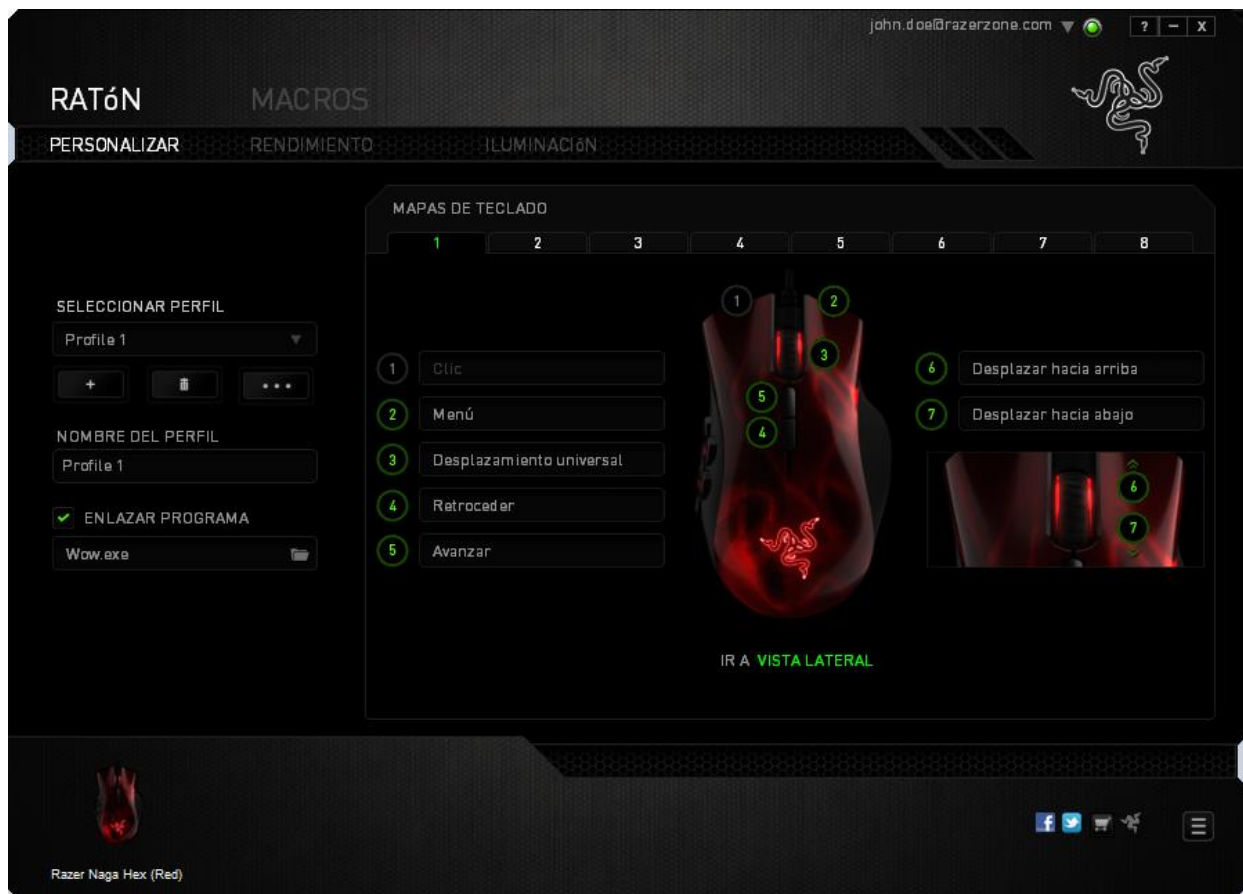 john.doe@razerzone.com
? – X
RATóN MACROS
PERSONALIZAR RENDIMIENTO ILUMINACIóN
MAPAS DE TECLADO
1 2 3 4 5 6 7 8
SELECCIONAR PERFIL
Profile 1
+
NOMBRE DEL PERFIL
Profile 1
ENLAZAR PROGRAMA
Wow.exe
1 Clic
2 Menú
3 Desplazamiento universal
4 Retroceder
5 Avanzar
1
2
3
5
4
6 Desplazar hacia arriba
7 Desplazar hacia abajo
6
7
IR A VISTA LATERAL
Razer Naga Hex (Red)